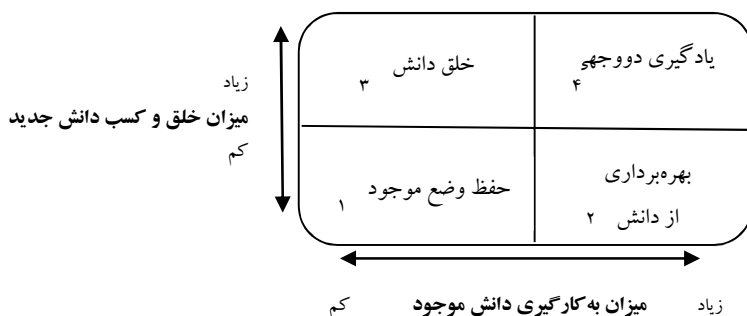 یادگیری دووجهی
۴
خلق دانش
۳
زیاد
میزان خلق و کسب دانش جدید
کم
بهره‌برداری
از دانش ۲
حفظ وضع موجود
۱
زیاد میزان به‌کارگیری دانش موجود کم